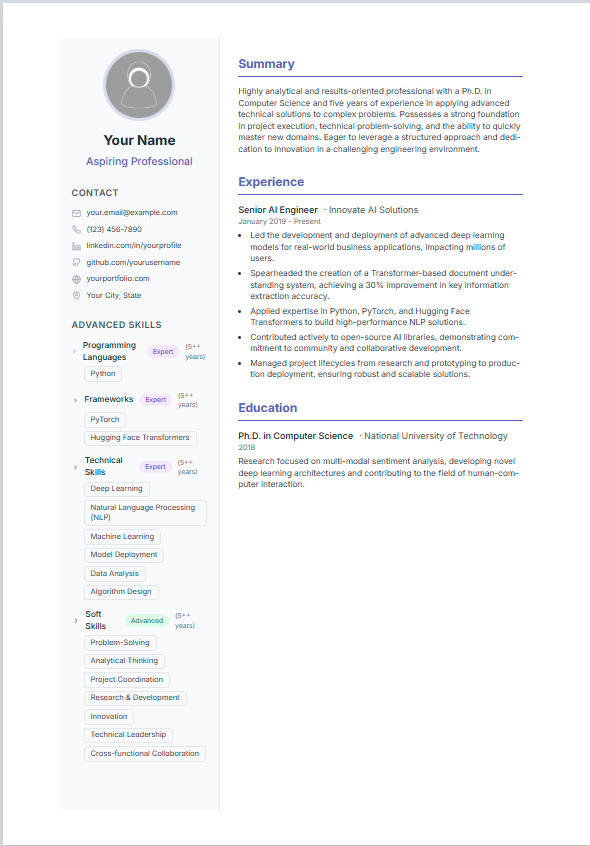 Your Name
Aspiring Professional
CONTACT
your.email@example.com
(123) 456-7890
linkedin.com/in/yourprofile
github.com/yourusername
yourportfolio.com
Your City, State
ADVANCED SKILLS
Programming
Languages
Expert
(5++
years)
Python
Frameworks
Expert
(5++
years)
PyTorch
Hugging Face Transformers
Technical
Skills
Expert
(5++
years)
Deep Learning
Natural Language Processing
(NLP)
Machine Learning
Model Deployment
Data Analysis
Algorithm Design
Soft
Skills
Advanced
(5++
years)
Problem-Solving
Analytical Thinking
Project Coordination
Research & Development
Innovation
Technical Leadership
Cross-functional Collaboration
Summary
Highly analytical and results-oriented professional with a Ph.D. in
Computer Science and five years of experience in applying advanced
technical solutions to complex problems. Possesses a strong foundation
in project execution, technical problem-solving, and the ability to quickly
master new domains. Eager to leverage a structured approach and dedi-
cation to innovation in a challenging engineering environment.
Experience
Senior AI Engineer · Innovate AI Solutions
January 2019 – Present
• Led the development and deployment of advanced deep learning
models for real-world business applications, impacting millions of
users.
• Spearheaded the creation of a Transformer-based document under-
standing system, achieving a 30% improvement in key information
extraction accuracy.
• Applied expertise in Python, PyTorch, and Hugging Face
Transformers to build high-performance NLP solutions.
• Contributed actively to open-source AI libraries, demonstrating com-
mitment to community and collaborative development.
• Managed project lifecycles from research and prototyping to produc-
tion deployment, ensuring robust and scalable solutions.
Education
Ph.D. in Computer Science · National University of Technology
2018
Research focused on multi-modal sentiment analysis, developing novel
deep learning architectures and contributing to the field of human-com-
puter interaction.